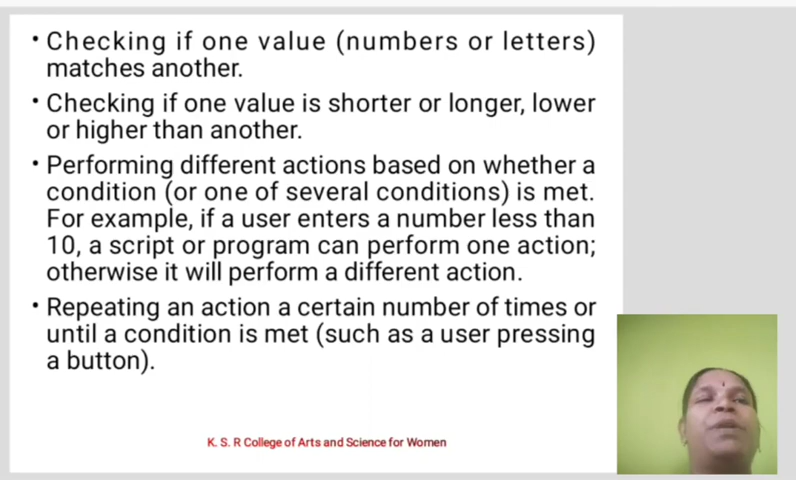 • Checking if one value (numbers or letters)
matches another.
• Checking if one value is shorter or longer, lower
or higher than another.
• Performing different actions based on whether a
condition (or one of several conditions) is met.
For example, if a user enters a number less than
10, a script or program can perform one action;
otherwise it will perform a different action.
• Repeating an action a certain number of times or
until a condition is met (such as a user pressing
a button).
K. S. R College of Arts and Science for Women